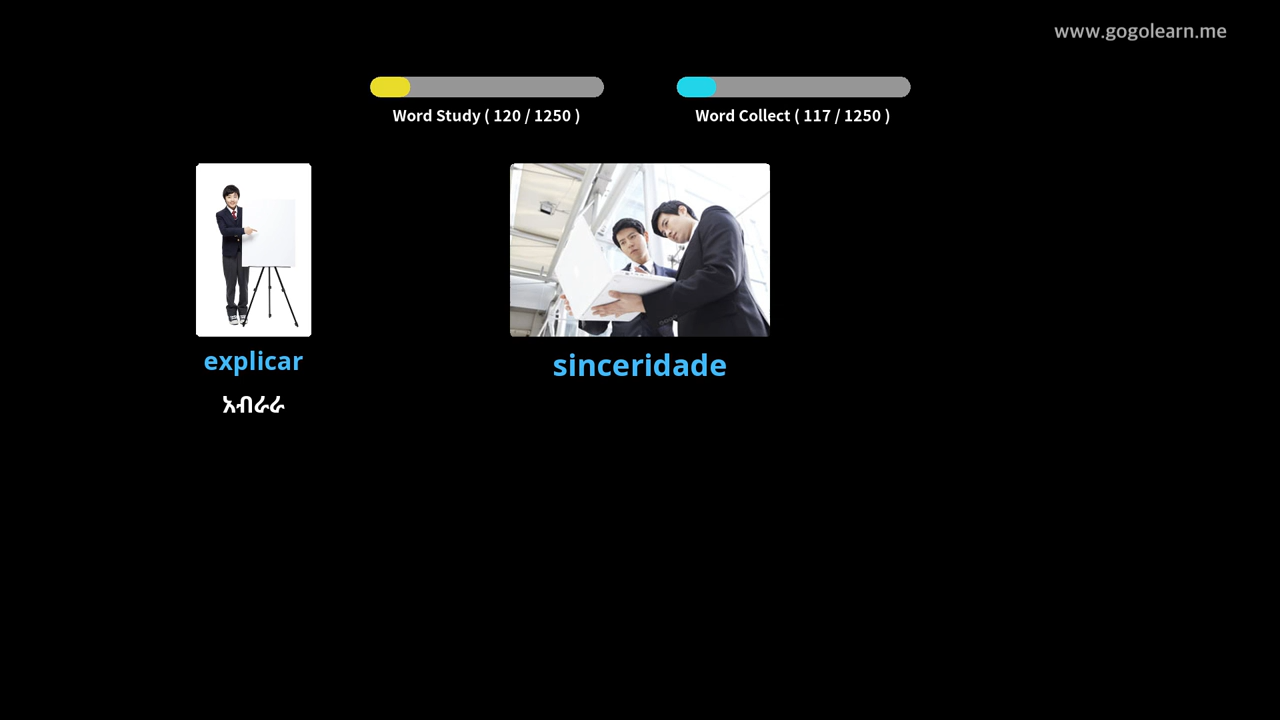 www.gogolearn.me
Word Study ( 120 / 1250 )
Word Collect ( 117 / 1250 )
explicar
አብራራ
sinceridade